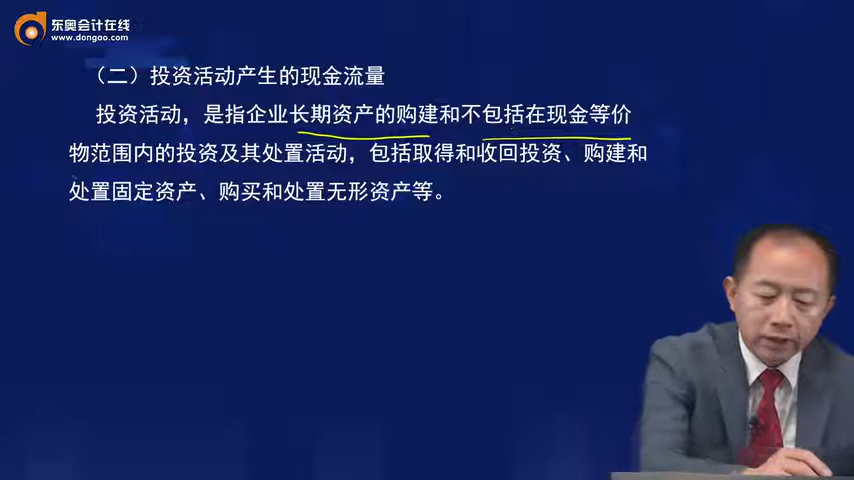 东奥会计在线
www.dongao.com
（二）投资活动产生的现金流量
投资活动，是指企业长期资产的购建和不包括在现金等价
物范围内的投资及其处置活动，包括取得和收回投资、购建和
处置固定资产、购买和处置无形资产等。